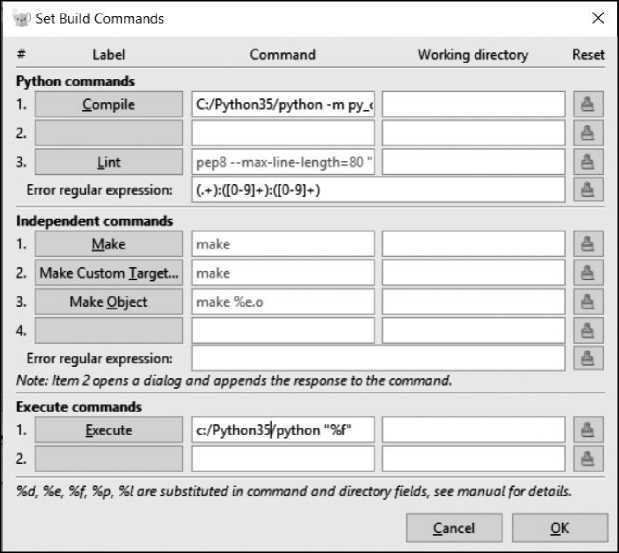 Set Build Commands
# Label Command Working directory Reset
Python commands
1. Compile C:/Python35/python -m py_c
2.
3. Lint pep8 --max-line-length=80 "
Error regular expression: (.+):([0-9]+):([0-9]+)
Independent commands
1. Make make
2. Make Custom Target... make
3. Make Object make %e.o
4.
Error regular expression:
Note: Item 2 opens a dialog and appends the response to the command.
Execute commands
1. Execute c:/Python35/python "%f"
2.
%d, %e, %f, %p, %l are substituted in command and directory fields, see manual for details.
Cancel OK